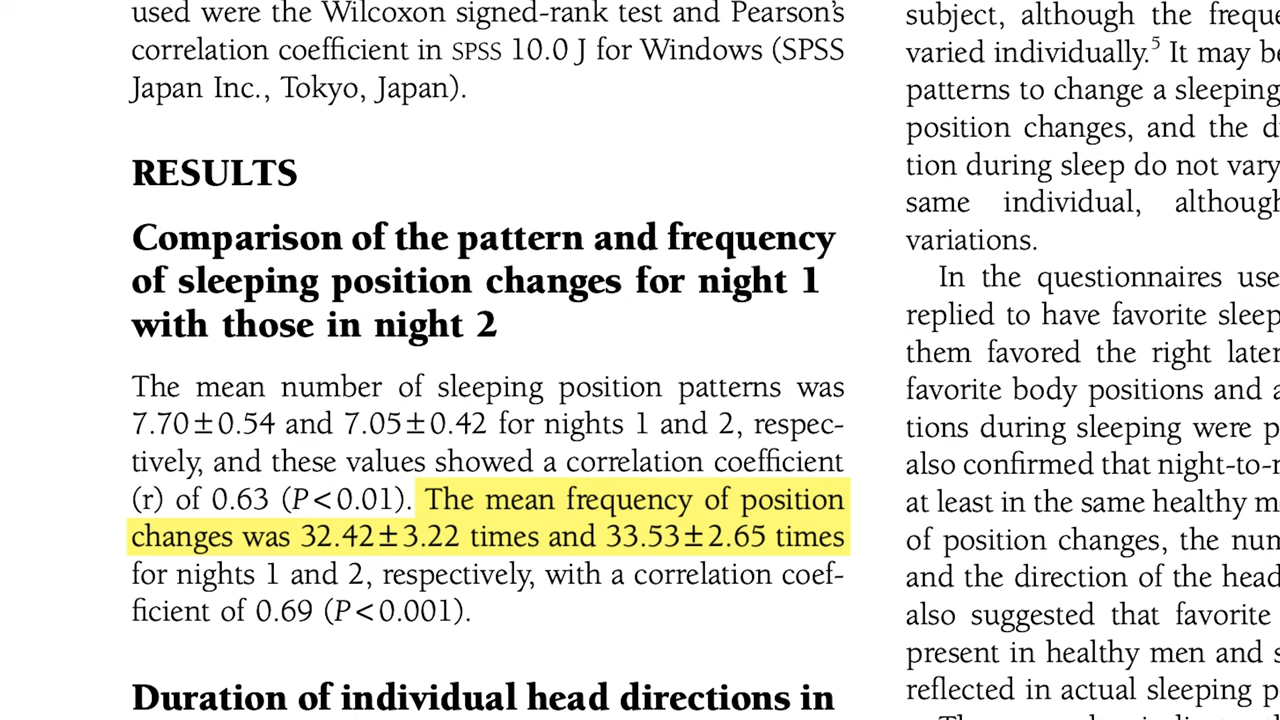 used were the Wilcoxon signed-rank test and Pearson's
correlation coefficient in SPSS 10.0 J for Windows (SPSS
Japan Inc., Tokyo, Japan).
RESULTS
Comparison of the pattern and frequency
of sleeping position changes for night 1
with those in night 2
The mean number of sleeping position patterns was
7.70±0.54 and 7.05±0.42 for nights 1 and 2, respec-
tively, and these values showed a correlation coefficient
(r) of 0.63 (P<0.01). The mean frequency of position
changes was 32.42±3.22 times and 33.53±2.65 times
for nights 1 and 2, respectively, with a correlation coef-
ficient of 0.69 (P<0.001).
Duration of individual head directions in
subject, although the freque
varied individually.5 It may be
patterns to change a sleeping
position changes, and the d
tion during sleep do not vary
same individual, although
variations.
In the questionnaires use
replied to have favorite sleep
them favored the right later
favorite body positions and a
tions during sleeping were p
also confirmed that night-to-n
at least in the same healthy m
of position changes, the num
and the direction of the head
also suggested that favorite
present in healthy men and s
reflected in actual sleeping p